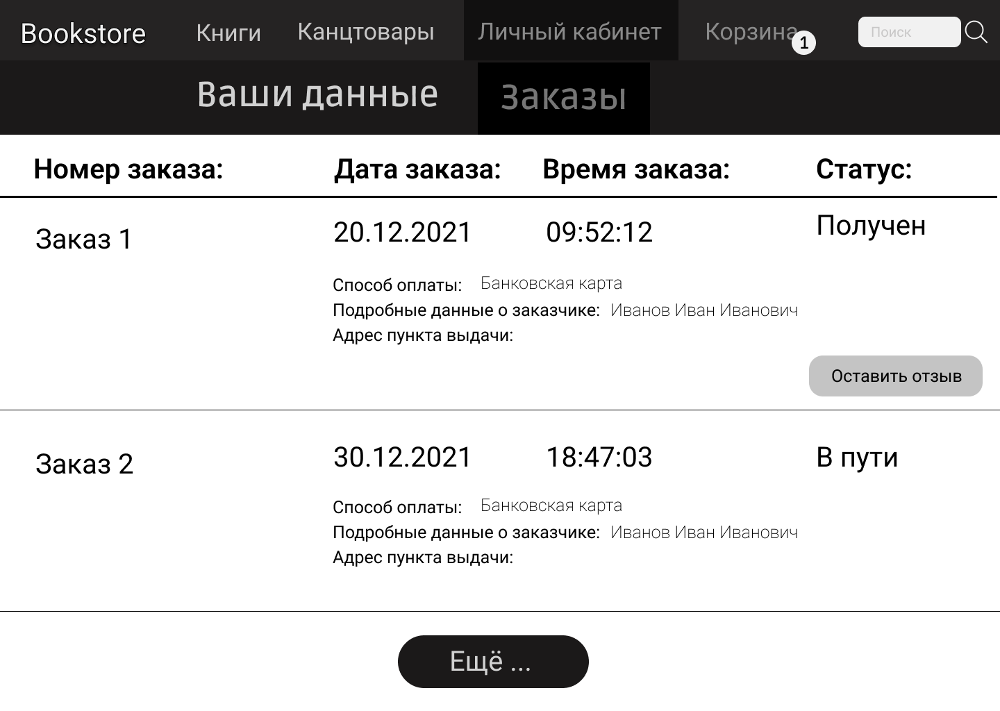 Bookstore Книги Канцтовары Личный кабинет Корзина 1 Поиск
Ваши данные Заказы
Номер заказа: Дата заказа: Время заказа: Статус:
Заказ 1 20.12.2021 09:52:12 Получен
Способ оплаты: Банковская карта
Подробные данные о заказчике: Иванов Иван Иванович
Адрес пункта выдачи:
Оставить отзыв
Заказ 2 30.12.2021 18:47:03 В пути
Способ оплаты: Банковская карта
Подробные данные о заказчике: Иванов Иван Иванович
Адрес пункта выдачи:
Ещё ...